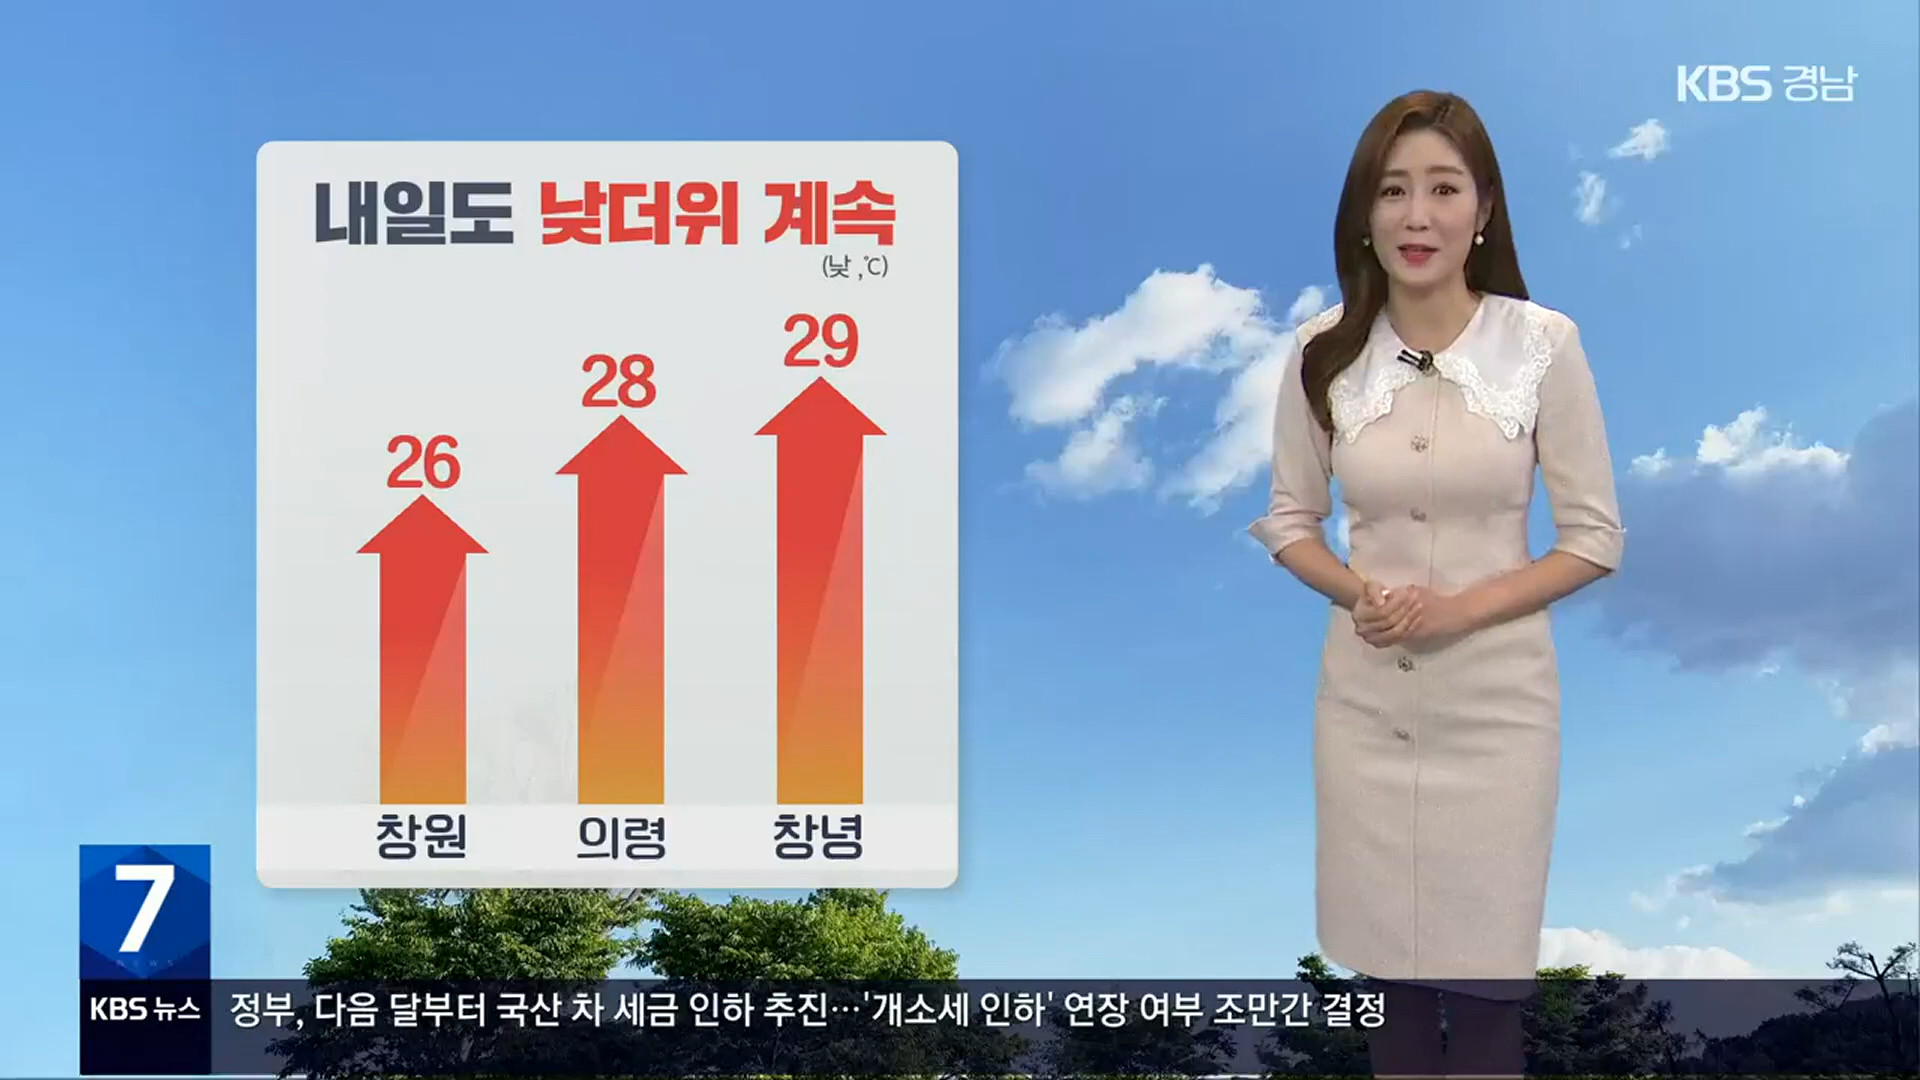 KBS 경남
내일도 낮더위 계속
(낮 ,℃)
26
28
29
창원
의령
창녕
7
NEWS
KBS 뉴스
정부, 다음 달부터 국산 차 세금 인하 추진…'개소세 인하' 연장 여부 조만간 결정